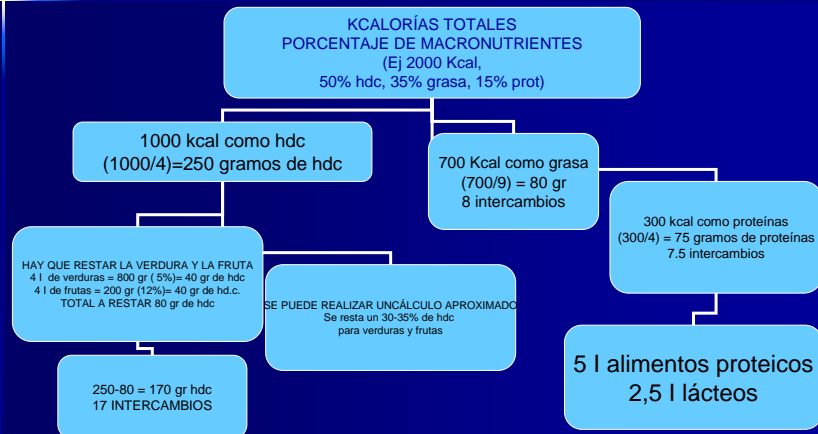 KCALORÍAS TOTALES
PORCENTAJE DE MACRONUTRIENTES
(Ej 2000 Kcal,
50% hdc, 35% grasa, 15% prot)
1000 kcal como hdc
(1000/4)=250 gramos de hdc
700 Kcal como grasa
(700/9) = 80 gr
8 intercambios
300 kcal como proteínas
(300/4) = 75 gramos de proteínas
7.5 intercambios
HAY QUE RESTAR LA VERDURA Y LA FRUTA
4 I de verduras = 800 gr ( 5%)= 40 gr de hdc
4 I de frutas = 200 gr (12%)= 40 gr de hd.c.
TOTAL A RESTAR 80 gr de hdc
SE PUEDE REALIZAR UNCÁLCULO APROXIMADO
Se resta un 30-35% de hdc
para verduras y frutas
250-80 = 170 gr hdc
17 INTERCAMBIOS
5 I alimentos proteicos
2,5 I lácteos